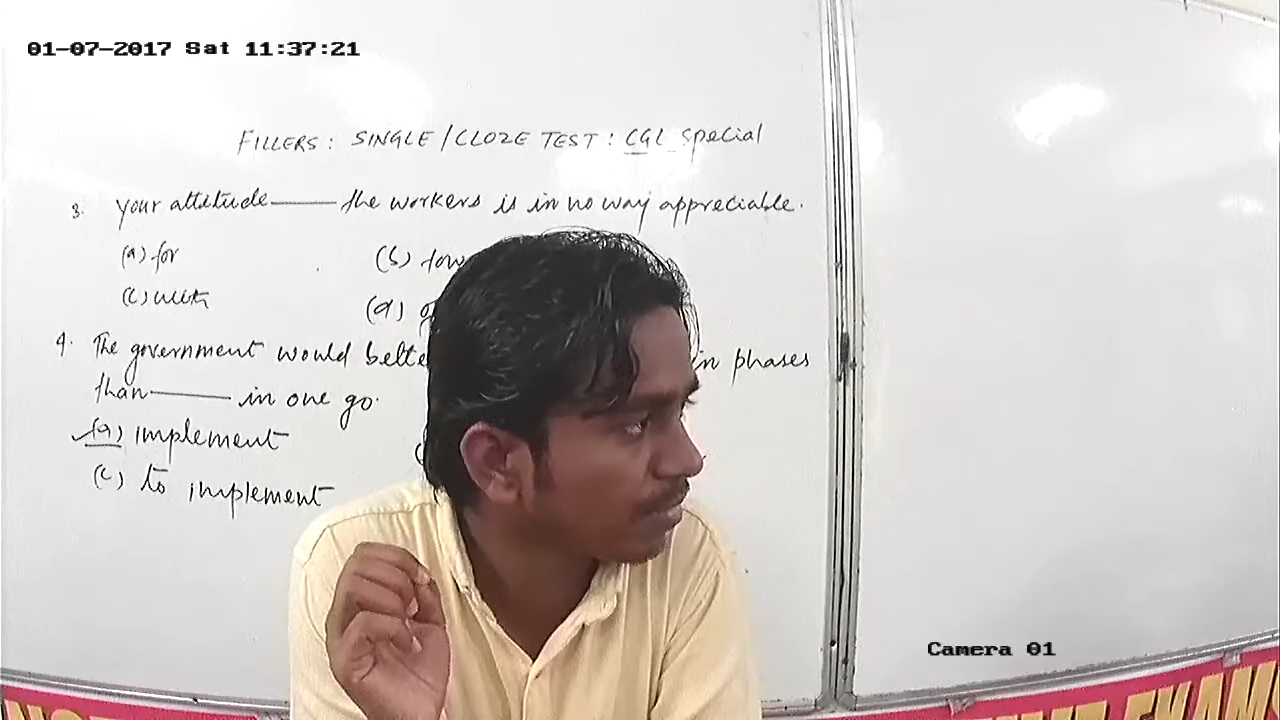 01-07-2017 Sat 11:37:21
FILLERS: SINGLE/CLOZE TEST: CGL Special
3. Your attitude ——— the workers is in no way appreciable.
(a) for (b)
(c) with (d)
4. The government would in phases
than ——— in one go.
(a) implement
(c) to implement
Camera 01
EXAMS